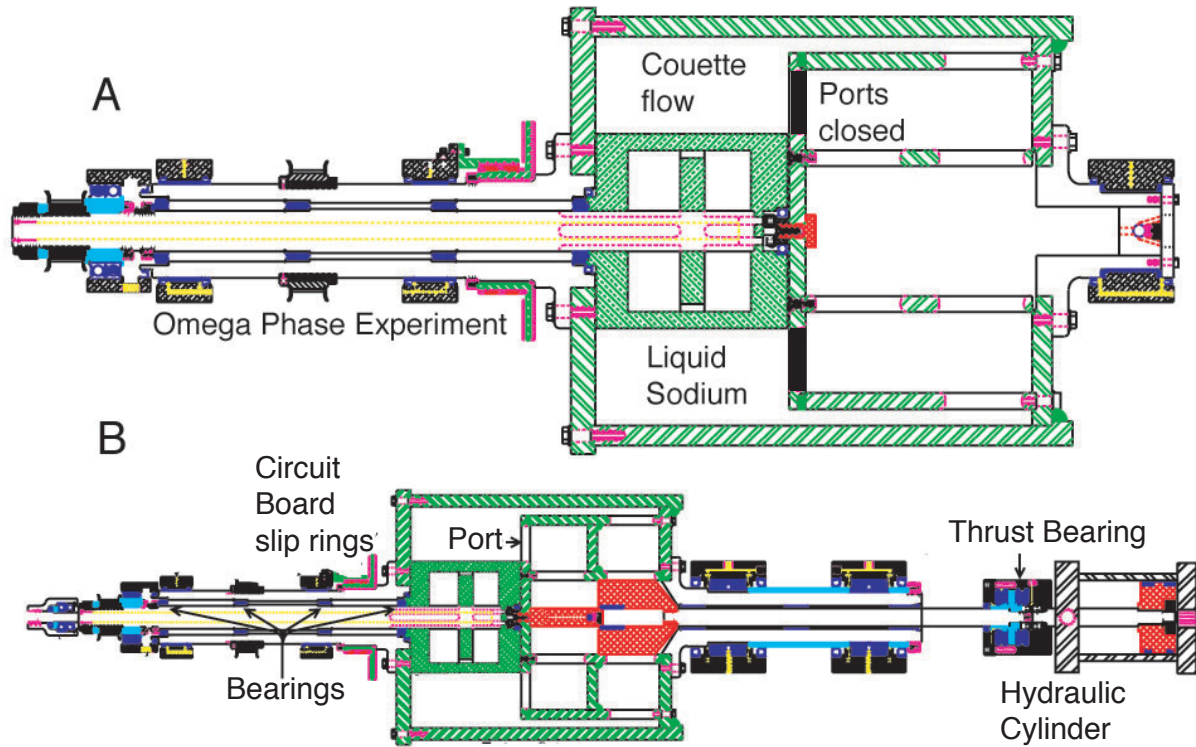 A
Couette
flow
Ports
closed
Omega Phase Experiment
Liquid
Sodium
B
Circuit
Board
slip rings
Port
Thrust Bearing
Bearings
Hydraulic
Cylinder